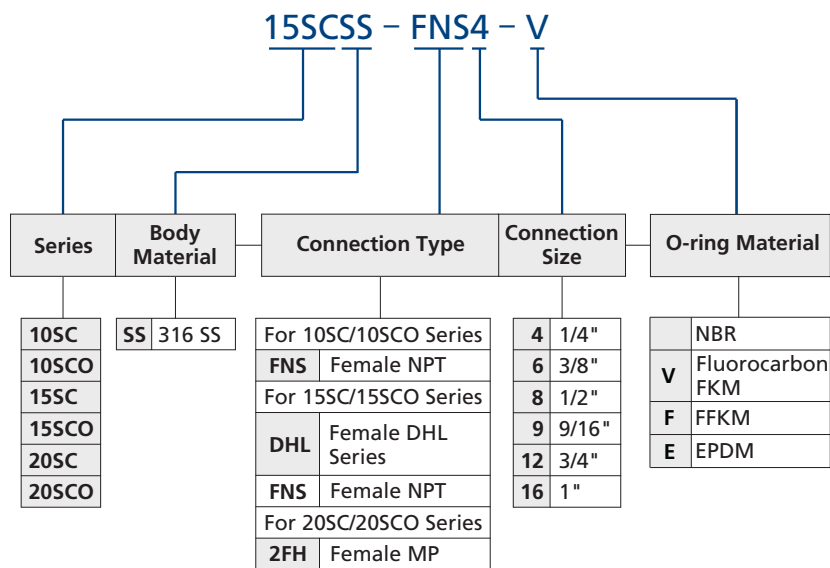 15SCSS – FNS4 – V
Series
Body
Material
Connection Type
Connection
Size
O-ring Material
10SC
10SCO
15SC
15SCO
20SC
20SCO
SS 316 SS
For 10SC/10SCO Series
FNS Female NPT
For 15SC/15SCO Series
DHL Female DHL
Series
FNS Female NPT
For 20SC/20SCO Series
2FH Female MP
4 1/4"
6 3/8"
8 1/2"
9 9/16"
12 3/4"
16 1"
NBR
V Fluorocarbon
FKM
F FFKM
E EPDM